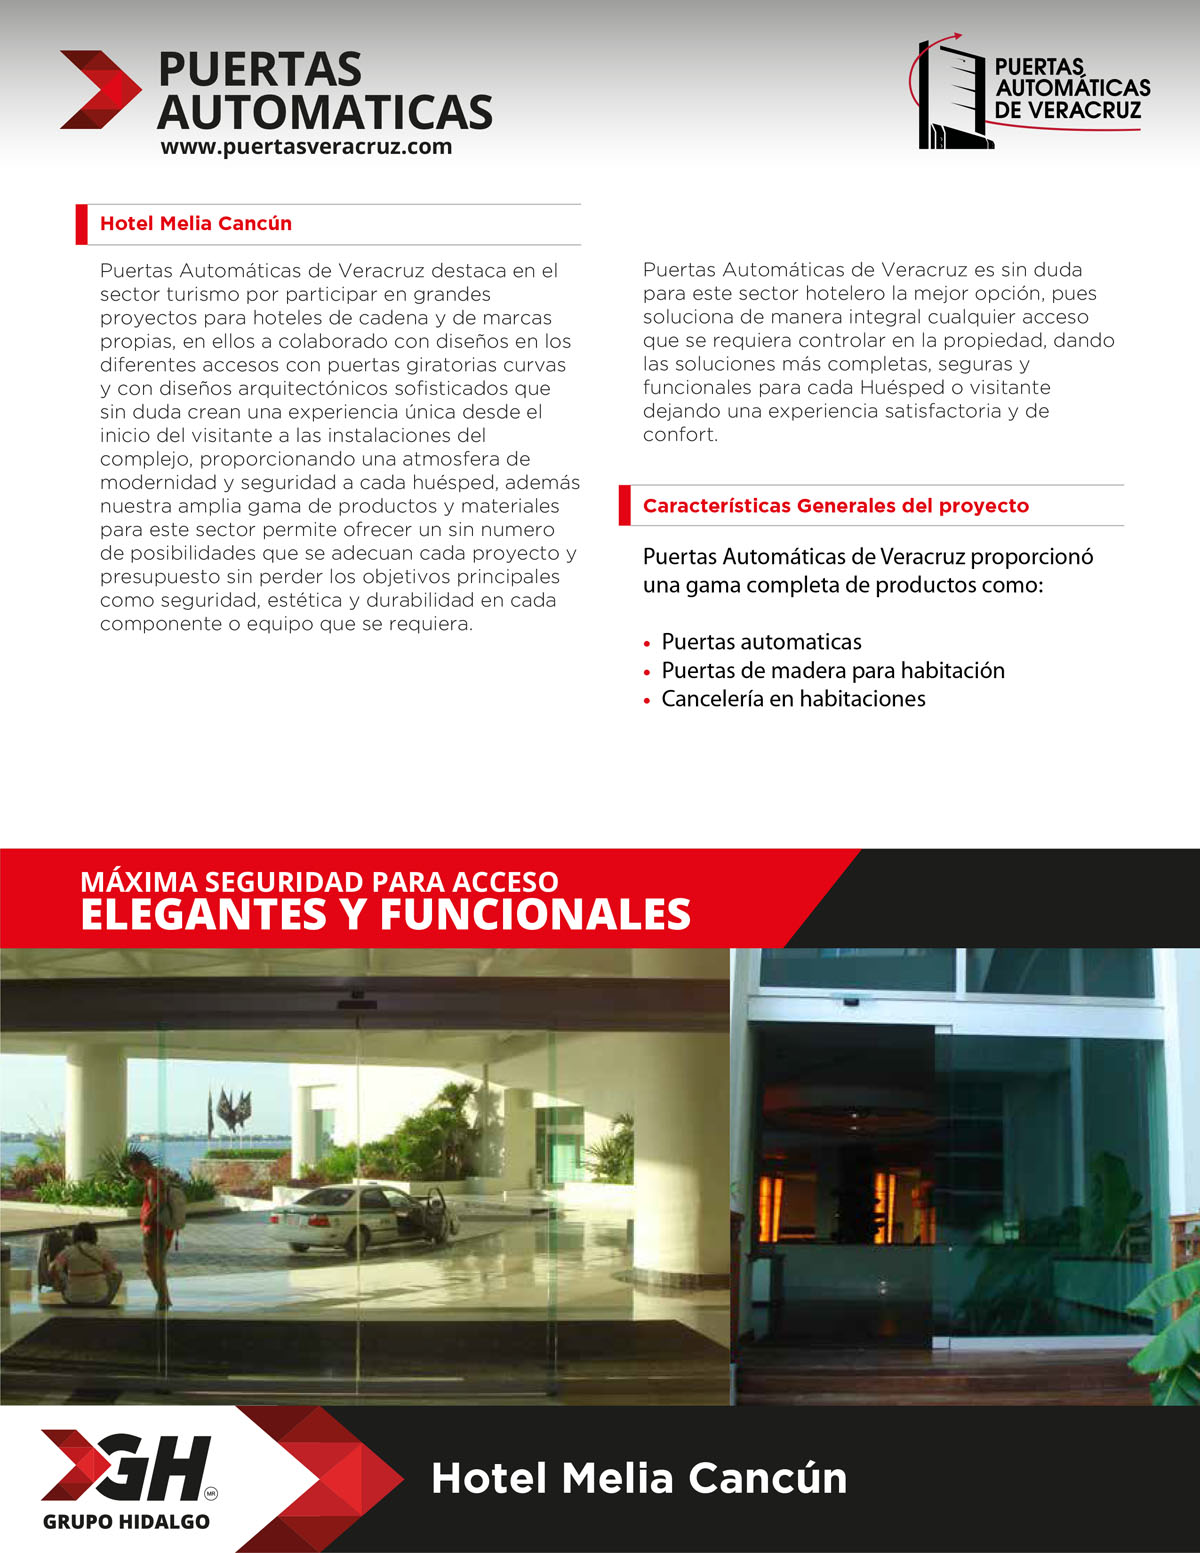 PUERTAS
AUTOMATICAS
www.puertasveracruz.com
PUERTAS
AUTOMÁTICAS
DE VERACRUZ
Hotel Melia Cancún
Puertas Automáticas de Veracruz destaca en el
sector turismo por participar en grandes
proyectos para hoteles de cadena y de marcas
propias, en ellos a colaborado con diseños en los
diferentes accesos con puertas giratorias curvas
y con diseños arquitectónicos sofisticados que
sin duda crean una experiencia única desde el
inicio del visitante a las instalaciones del
complejo, proporcionando una atmosfera de
modernidad y seguridad a cada huésped, además
nuestra amplia gama de productos y materiales
para este sector permite ofrecer un sin numero
de posibilidades que se adecuan cada proyecto y
presupuesto sin perder los objetivos principales
como seguridad, estética y durabilidad en cada
componente o equipo que se requiera.
Puertas Automáticas de Veracruz es sin duda
para este sector hotelero la mejor opción, pues
soluciona de manera integral cualquier acceso
que se requiera controlar en la propiedad, dando
las soluciones más completas, seguras y
funcionales para cada Huésped o visitante
dejando una experiencia satisfactoria y de
confort.
Características Generales del proyecto
Puertas Automáticas de Veracruz proporcionó
una gama completa de productos como:
• Puertas automaticas
• Puertas de madera para habitación
• Cancelería en habitaciones
MÁXIMA SEGURIDAD PARA ACCESO
ELEGANTES Y FUNCIONALES
GH
MR
GRUPO HIDALGO
Hotel Melia Cancún